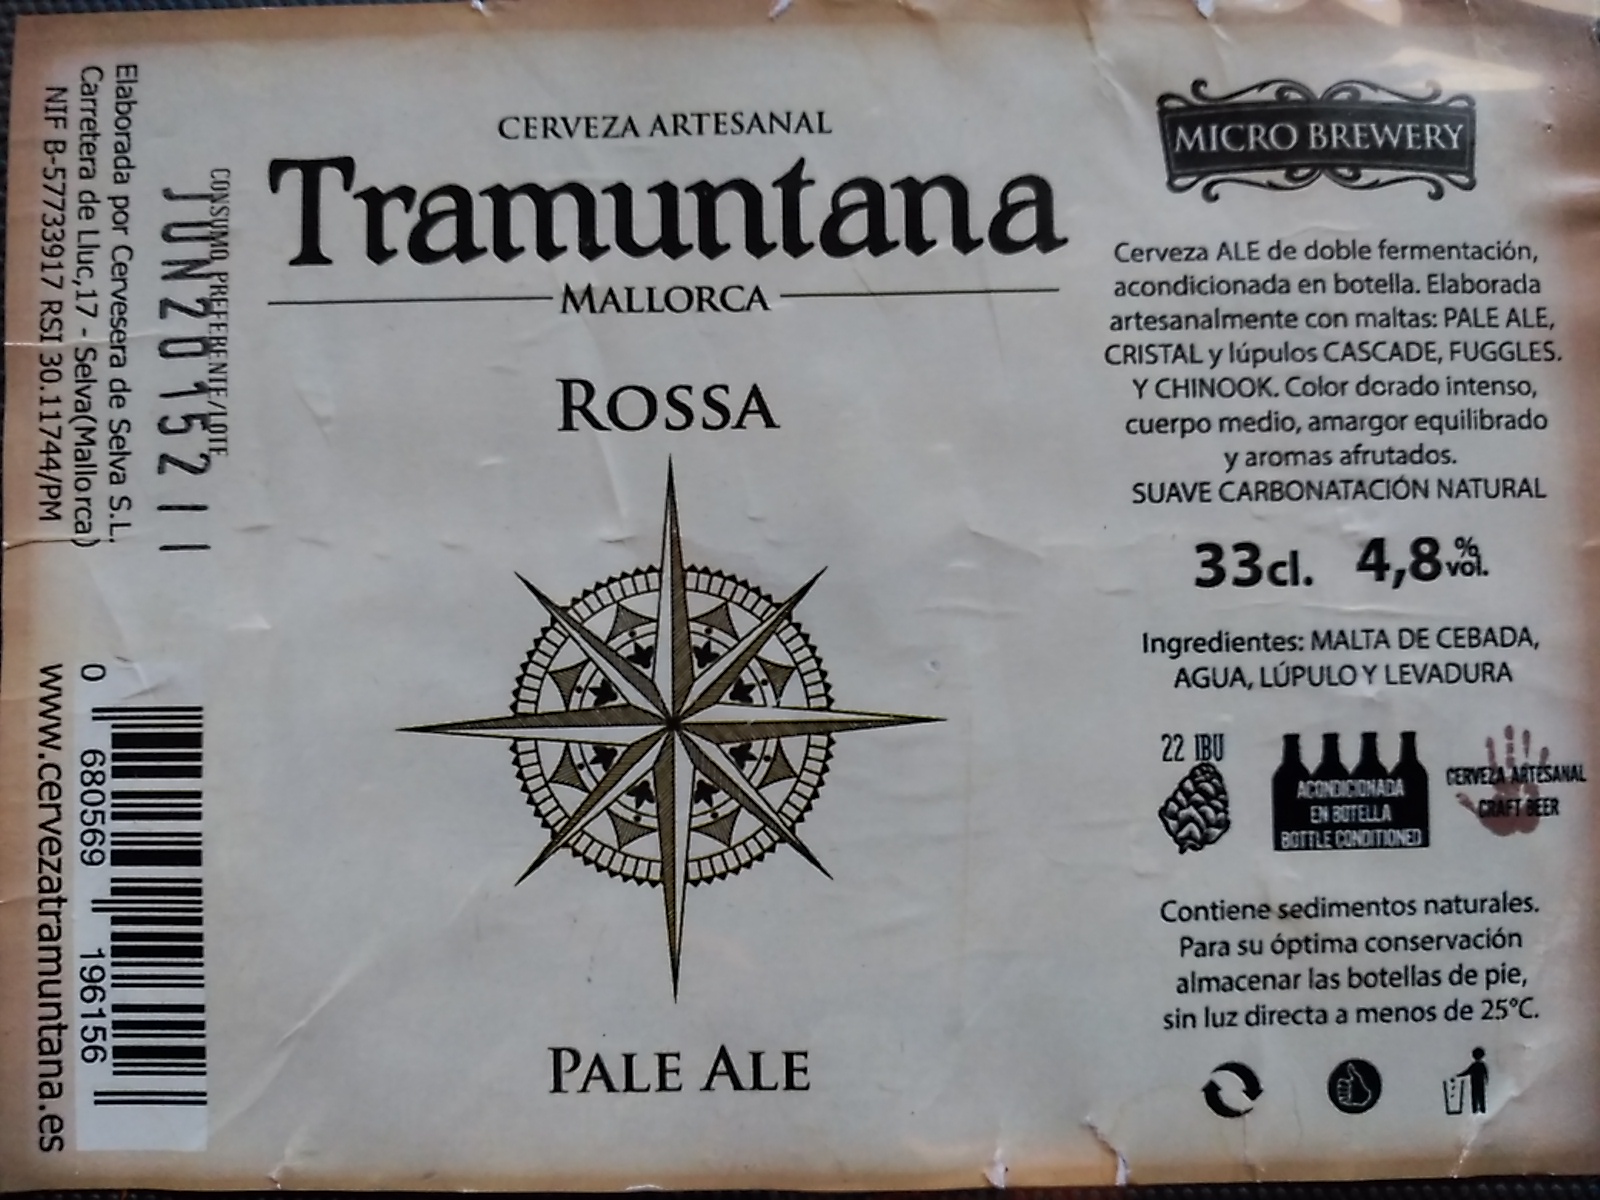 CERVEZA ARTESANAL
Tramuntana
MALLORCA
ROSSA
PALE ALE
MICRO BREWERY
Cerveza ALE de doble fermentación,
acondicionada en botella. Elaborada
artesanalmente con maltas: PALE ALE,
CRISTAL y lúpulos CASCADE, FUGGLES.
Y CHINOOK. Color dorado intenso,
cuerpo medio, amargor equilibrado
y aromas afrutados.
SUAVE CARBONATACIÓN NATURAL
33cl. 4,8% vol.
Ingredientes: MALTA DE CEBADA,
AGUA, LÚPULO Y LEVADURA
22 IBU
ACONDICIONADA
EN BOTELLA
BOTTLE CONDITIONED
CERVEZA ARTESANAL
CRAFT BEER
Contiene sedimentos naturales.
Para su óptima conservación
almacenar las botellas de pie,
sin luz directa a menos de 25°C.
CONSUMO PREFERENTE/LOTE
JUN 2015 211
Elaborada por Cervesera de Selva S.L.
Carretera de Lluc,17 - Selva(Mallorca)
NIF B-57733917 RSI 30.11744/PM
0 680569 196156
www.cervezatramuntana.es